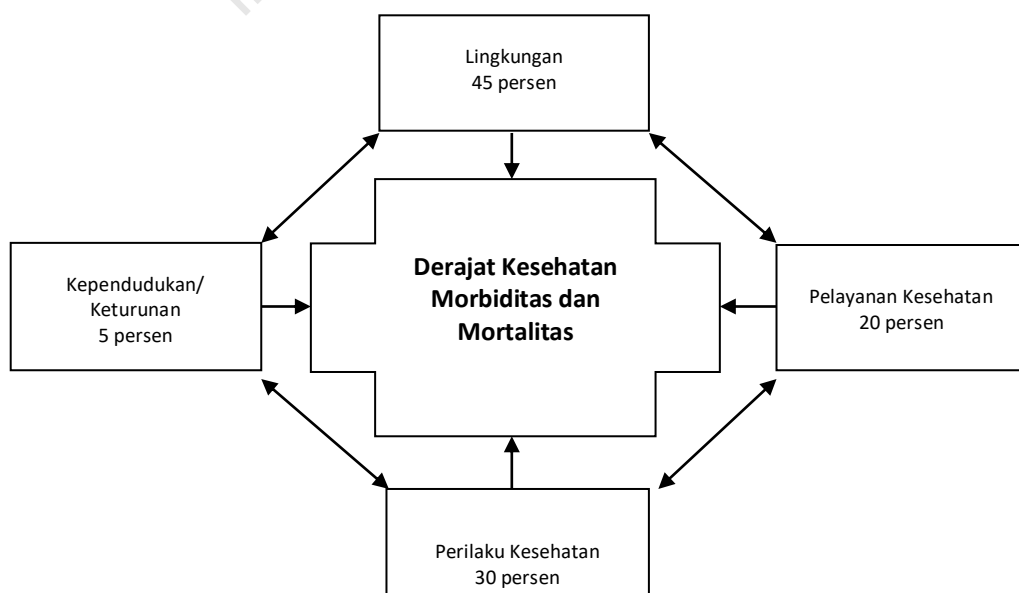 Lingkungan
45 persen
Kependudukan/
Keturunan
5 persen
Derajat Kesehatan
Morbiditas dan
Mortalitas
Pelayanan Kesehatan
20 persen
Perilaku Kesehatan
30 persen